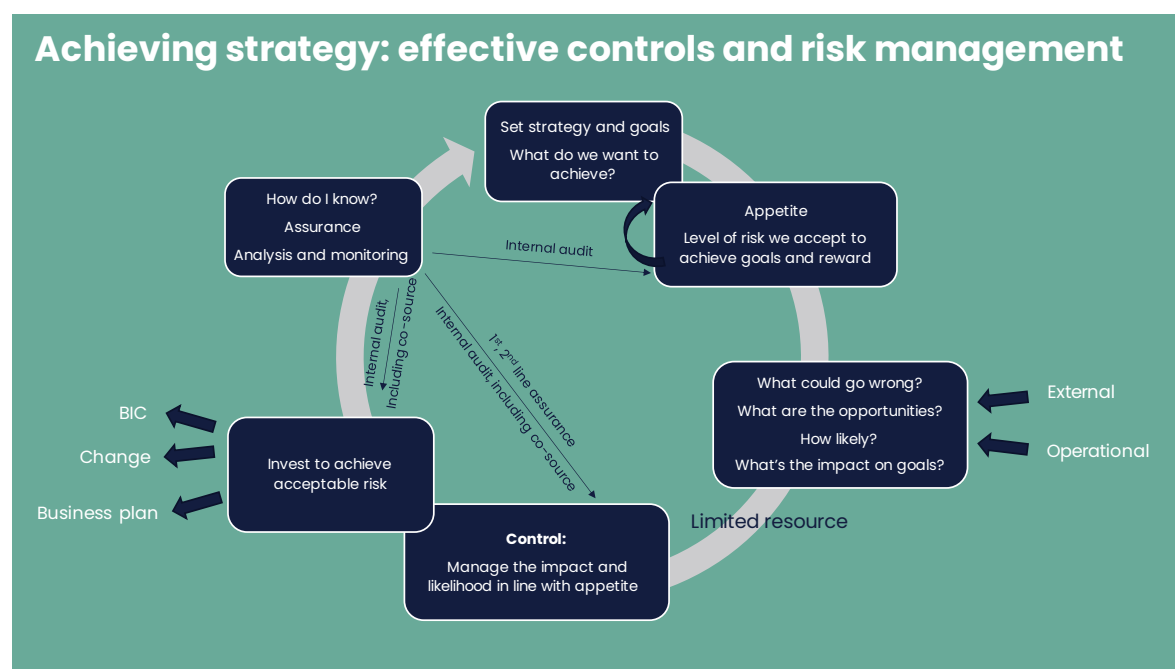 Achieving strategy: effective controls and risk management
Set strategy and goals
What do we want to
achieve?
Appetite
Level of risk we accept to
achieve goals and reward
How do I know?
Assurance
Analysis and monitoring
Internal audit
Internal audit,
Including co-source
1st, 2nd line assurance
Internal audit, including co-source
What could go wrong?
What are the opportunities?
How likely?
What's the impact on goals?
External
Operational
BIC
Change
Business plan
Invest to achieve
acceptable risk
Limited resource
Control:
Manage the impact and
likelihood in line with appetite